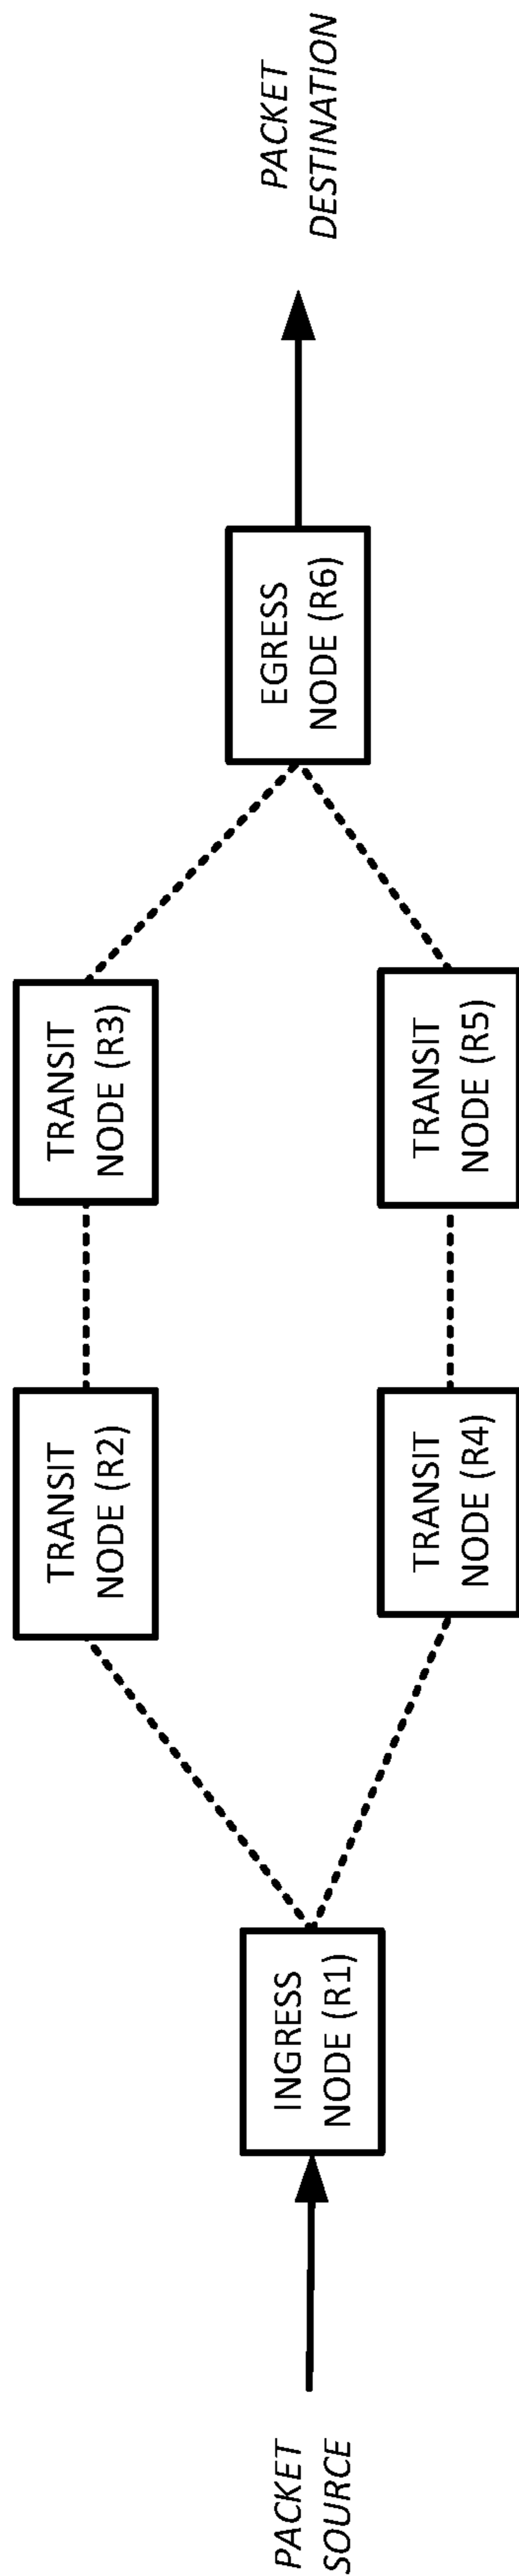 PACKET
SOURCE
INGRESS
NODE (R1)
TRANSIT
NODE (R2)
TRANSIT
NODE (R3)
TRANSIT
NODE (R4)
TRANSIT
NODE (R5)
EGRESS
NODE (R6)
PACKET
DESTINATION